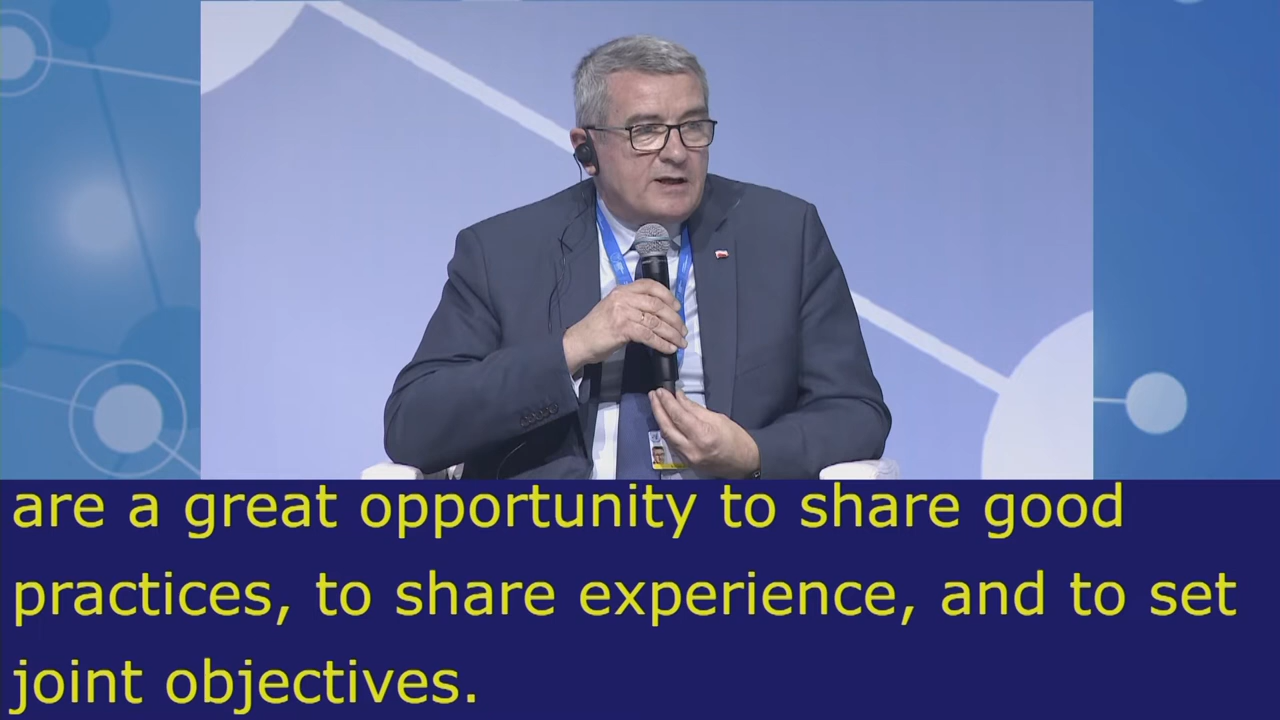 are a great opportunity to share good
practices, to share experience, and to set
joint objectives.